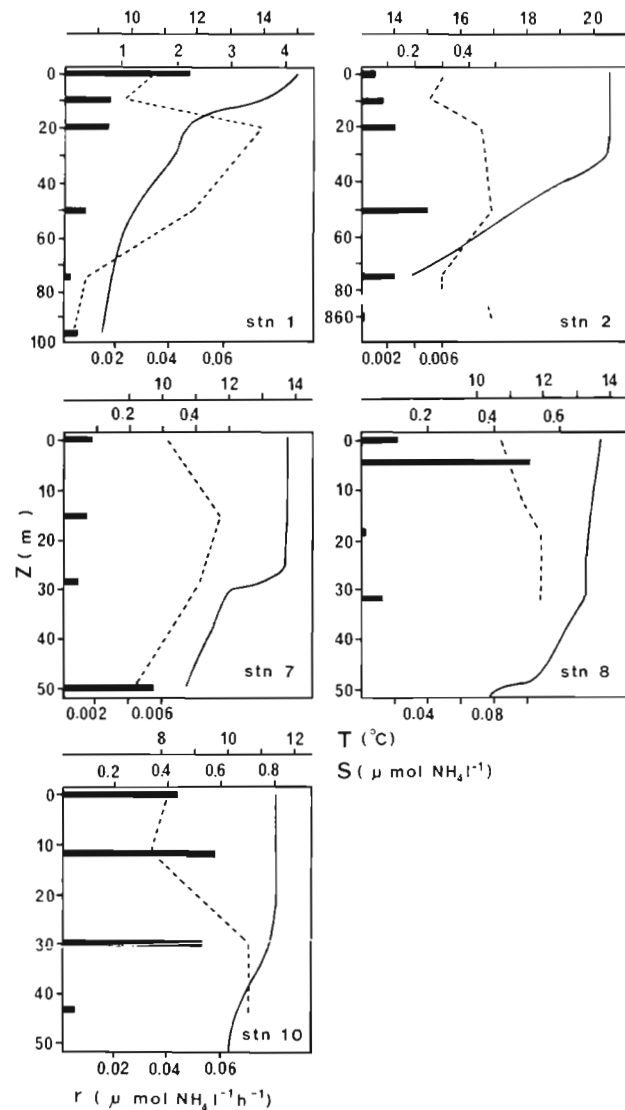 10 12 14 14 16 18 20
1 2 3 4 5 0.2 0.4
0 0
20 20
40 40
60 60
80 80
100 stn 1 860 stn 2
0.02 0.04 0.06 0.002 0.006
10 12 14 10 12 14
0.2 0.4 0.2 0.4 0.6
0 0
10 10
20 20
Z (m)
30 30
40 40
50 stn 7 50 stn 8
0.002 0.006 0.04 0.08
8 10 12 T (°C)
0.2 0.4 0.6 0.8 S (μ mol NH₄ l⁻¹)
0
10
20
30
40
50 stn 10
0.02 0.04 0.06
r (μ mol NH₄ l⁻¹ h⁻¹)